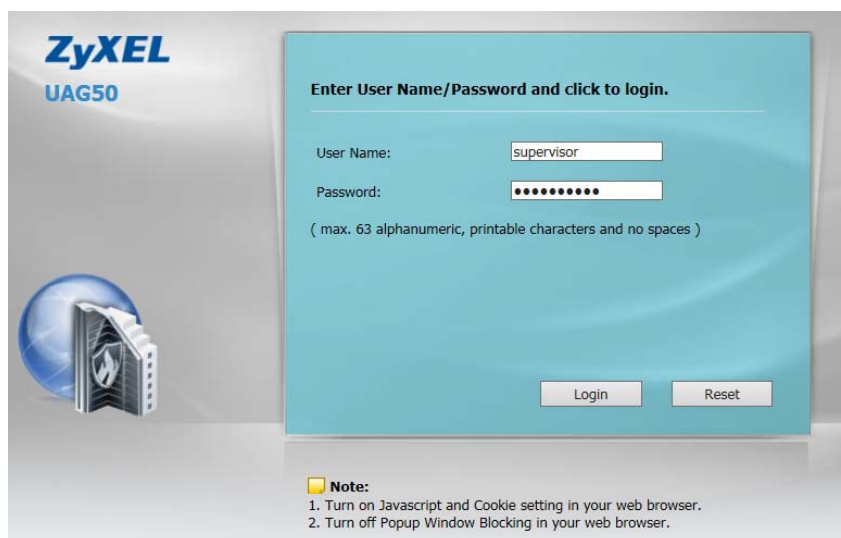 ZyXEL
UAG50
Enter User Name/Password and click to login.
User Name:
supervisor
Password:
••••••••••
( max. 63 alphanumeric, printable characters and no spaces )
Login
Reset
Note:
1. Turn on Javascript and Cookie setting in your web browser.
2. Turn off Popup Window Blocking in your web browser.